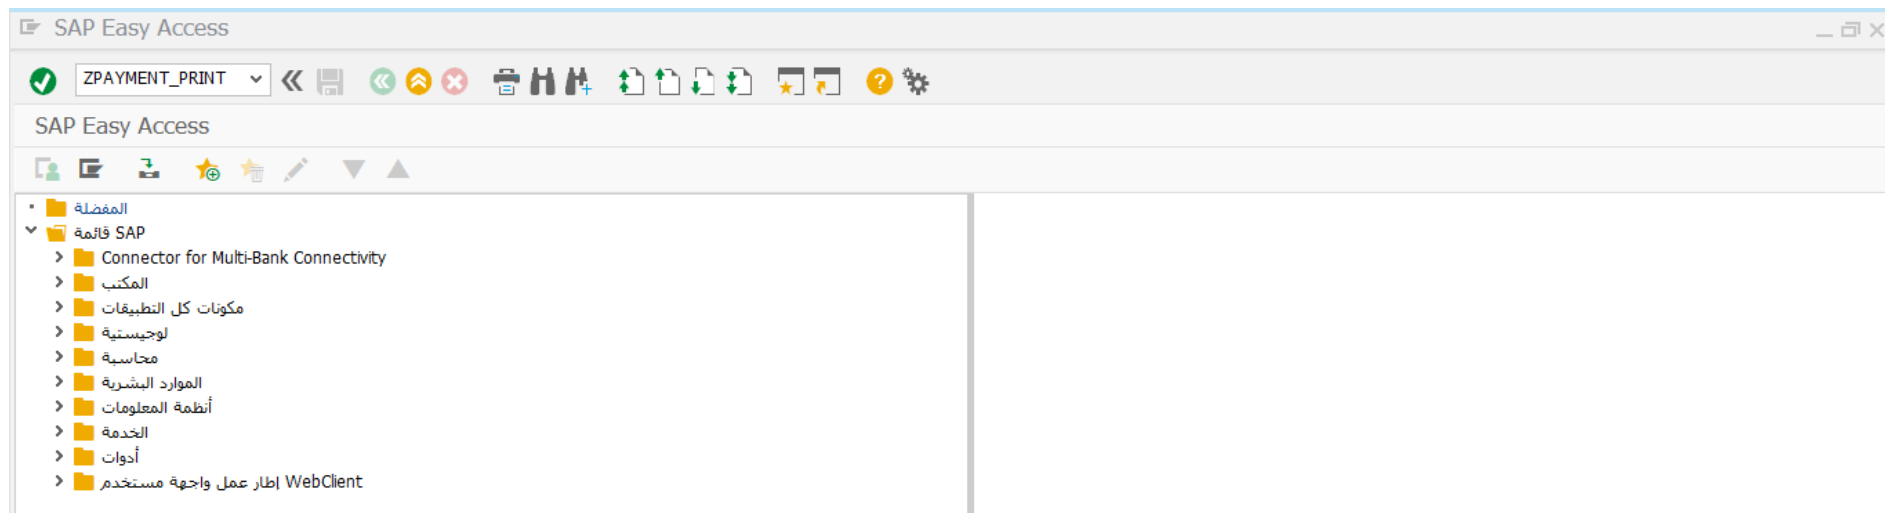 SAP Easy Access
ZPAYMENT_PRINT
SAP Easy Access
المفضلة
قائمة SAP
Connector for Multi-Bank Connectivity
المكتب
مكونات كل التطبيقات
لوجيستية
محاسبة
الموارد البشرية
أنظمة المعلومات
الخدمة
أدوات
إطار عمل واجهة مستخدم WebClient